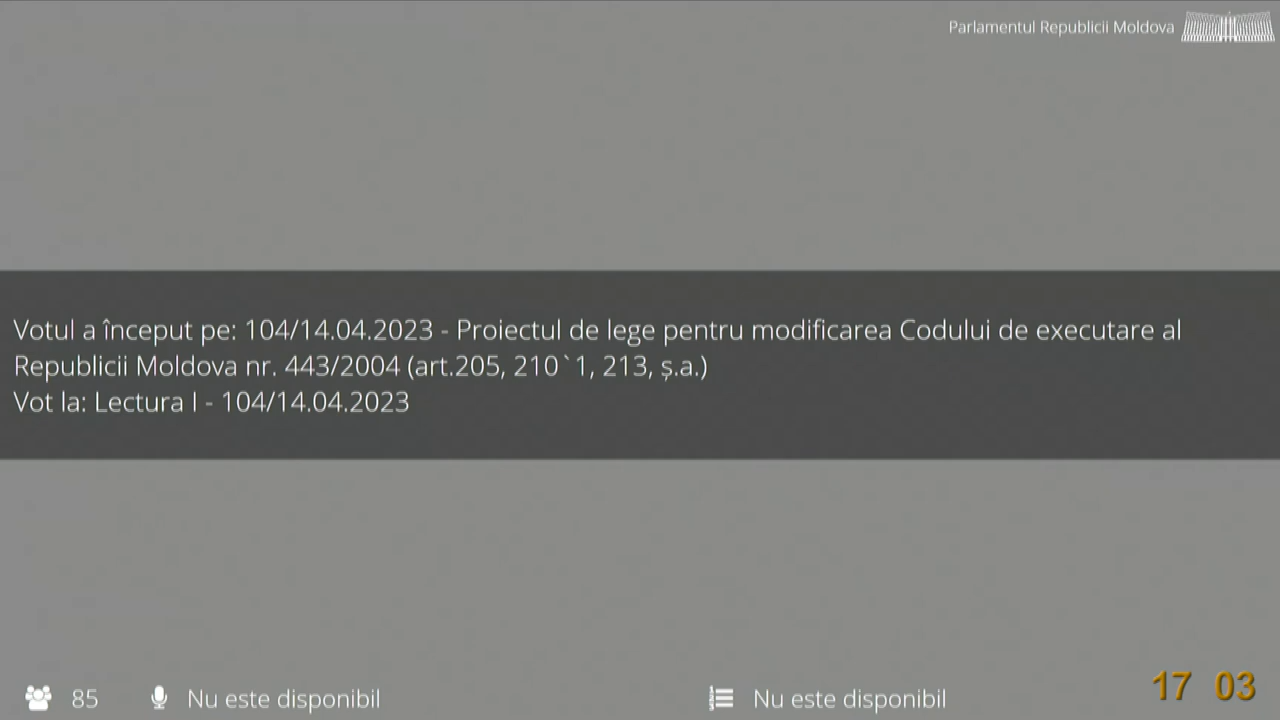 Parlamentul Republicii Moldova
Votul a început pe: 104/14.04.2023 - Proiectul de lege pentru modificarea Codului de executare al
Republicii Moldova nr. 443/2004 (art.205, 210`1, 213, ș.a.)
Vot la: Lectura I - 104/14.04.2023
85 Nu este disponibil Nu este disponibil
17 03